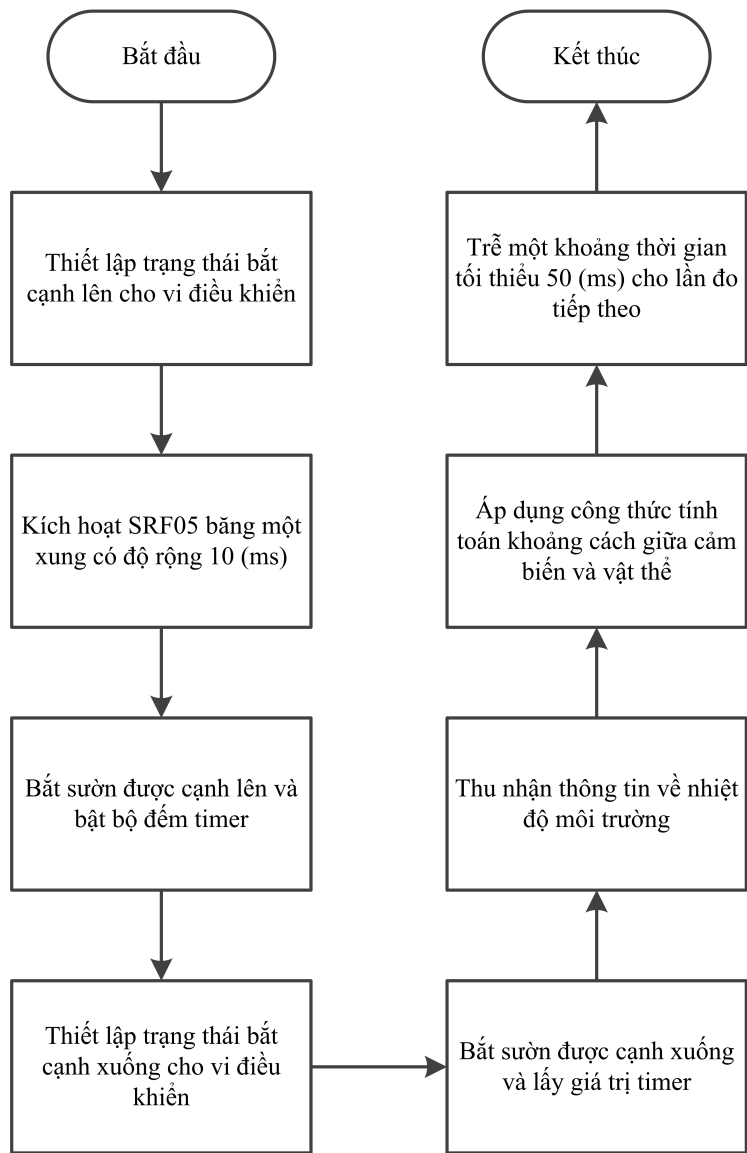 Bắt đầu
Thiết lập trạng thái bắt
cạnh lên cho vi điều khiển
Kích hoạt SRF05 băng một
xung có độ rộng 10 (ms)
Bắt sườn được cạnh lên và
bật bộ đếm timer
Thiết lập trạng thái bắt
cạnh xuống cho vi điều
khiển
Bắt sườn được cạnh xuống
và lấy giá trị timer
Thu nhận thông tin về nhiệt
độ môi trường
Áp dụng công thức tính
toán khoảng cách giữa cảm
biến và vật thể
Trễ một khoảng thời gian
tối thiểu 50 (ms) cho lần đo
tiếp theo
Kết thúc